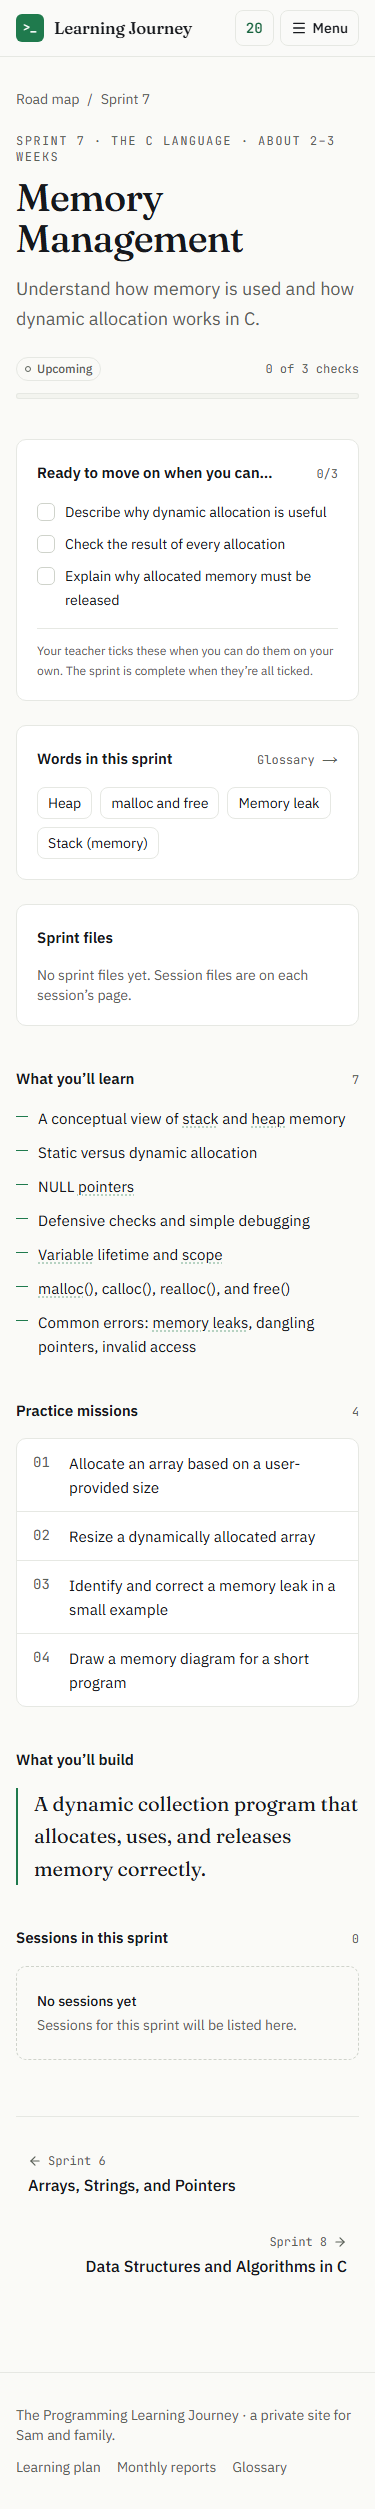 >_ Learning Journey 20 ☰ Menu
Road map / Sprint 7
SPRINT 7 · THE C LANGUAGE · ABOUT 2–3
WEEKS
Memory
Management
Understand how memory is used and how
dynamic allocation works in C.
Upcoming 0 of 3 checks
Ready to move on when you can… 0/3
Describe why dynamic allocation is useful
Check the result of every allocation
Explain why allocated memory must be
released
Your teacher ticks these when you can do them on your
own. The sprint is complete when they’re all ticked.
Words in this sprint Glossary →
Heap malloc and free Memory leak
Stack (memory)
Sprint files
No sprint files yet. Session files are on each
session’s page.
What you’ll learn 7
— A conceptual view of stack and heap memory
— Static versus dynamic allocation
— NULL pointers
— Defensive checks and simple debugging
— Variable lifetime and scope
— malloc(), calloc(), realloc(), and free()
— Common errors: memory leaks, dangling
pointers, invalid access
Practice missions 4
01 Allocate an array based on a user-
provided size
02 Resize a dynamically allocated array
03 Identify and correct a memory leak in a
small example
04 Draw a memory diagram for a short
program
What you’ll build
A dynamic collection program that
allocates, uses, and releases
memory correctly.
Sessions in this sprint 0
No sessions yet
Sessions for this sprint will be listed here.
← Sprint 6
Arrays, Strings, and Pointers
Sprint 8 →
Data Structures and Algorithms in C
The Programming Learning Journey · a private site for
Sam and family.
Learning plan Monthly reports Glossary